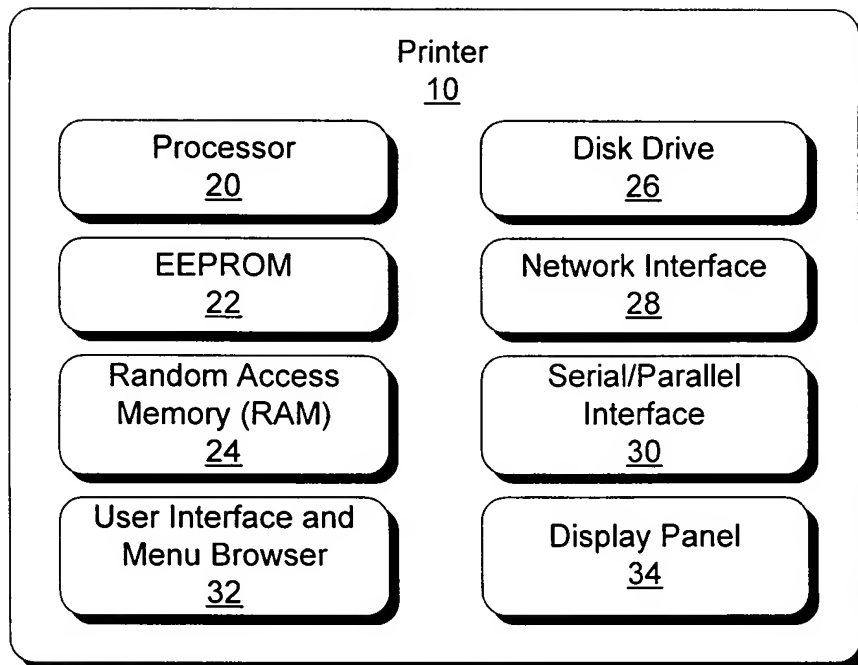 Printer
10
Processor
20
Disk Drive
26
EEPROM
22
Network Interface
28
Random Access
Memory (RAM)
24
Serial/Parallel
Interface
30
User Interface and
Menu Browser
32
Display Panel
34